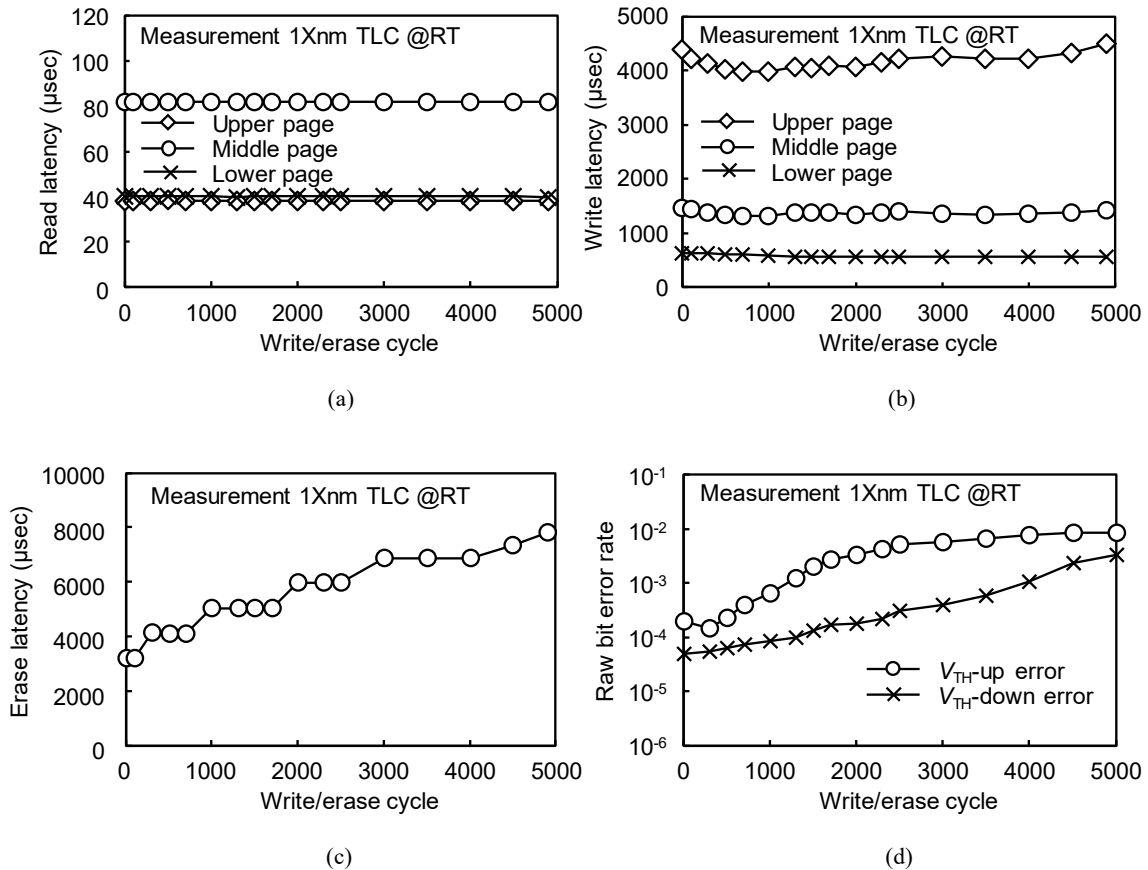 Measurement 1Xnm TLC @RT
Read latency (µsec)
120
100
80
60
40
20
0
Upper page
Middle page
Lower page
0 1000 2000 3000 4000 5000
Write/erase cycle
(a)
Measurement 1Xnm TLC @RT
Write latency (µsec)
5000
4000
3000
2000
1000
0
Upper page
Middle page
Lower page
0 1000 2000 3000 4000 5000
Write/erase cycle
(b)
Measurement 1Xnm TLC @RT
Erase latency (µsec)
10000
8000
6000
4000
2000
0
0 1000 2000 3000 4000 5000
Write/erase cycle
(c)
Measurement 1Xnm TLC @RT
Raw bit error rate
10⁻¹
10⁻²
10⁻³
10⁻⁴
10⁻⁵
10⁻⁶
V_TH-up error
V_TH-down error
0 1000 2000 3000 4000 5000
Write/erase cycle
(d)